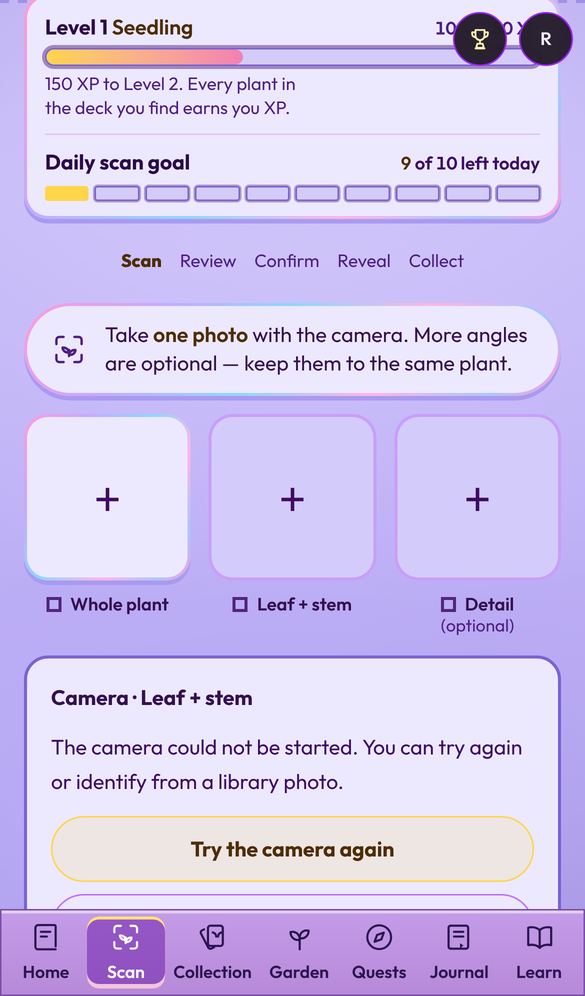 Level 1 Seedling
10
0 X
R
150 XP to Level 2. Every plant in
the deck you find earns you XP.
Daily scan goal
9 of 10 left today
Scan Review Confirm Reveal Collect
Take one photo with the camera. More angles
are optional — keep them to the same plant.
+ + +
Whole plant
Leaf + stem
Detail
(optional)
Camera · Leaf + stem
The camera could not be started. You can try again
or identify from a library photo.
Try the camera again
Home Scan Collection Garden Quests Journal Learn